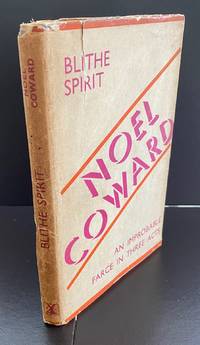 NOEL
COWARD
BLITHE SPIRIT
BLITHE
SPIRIT
NOEL
COWARD
AN IMPROBABLE
FARCE IN THREE ACTS